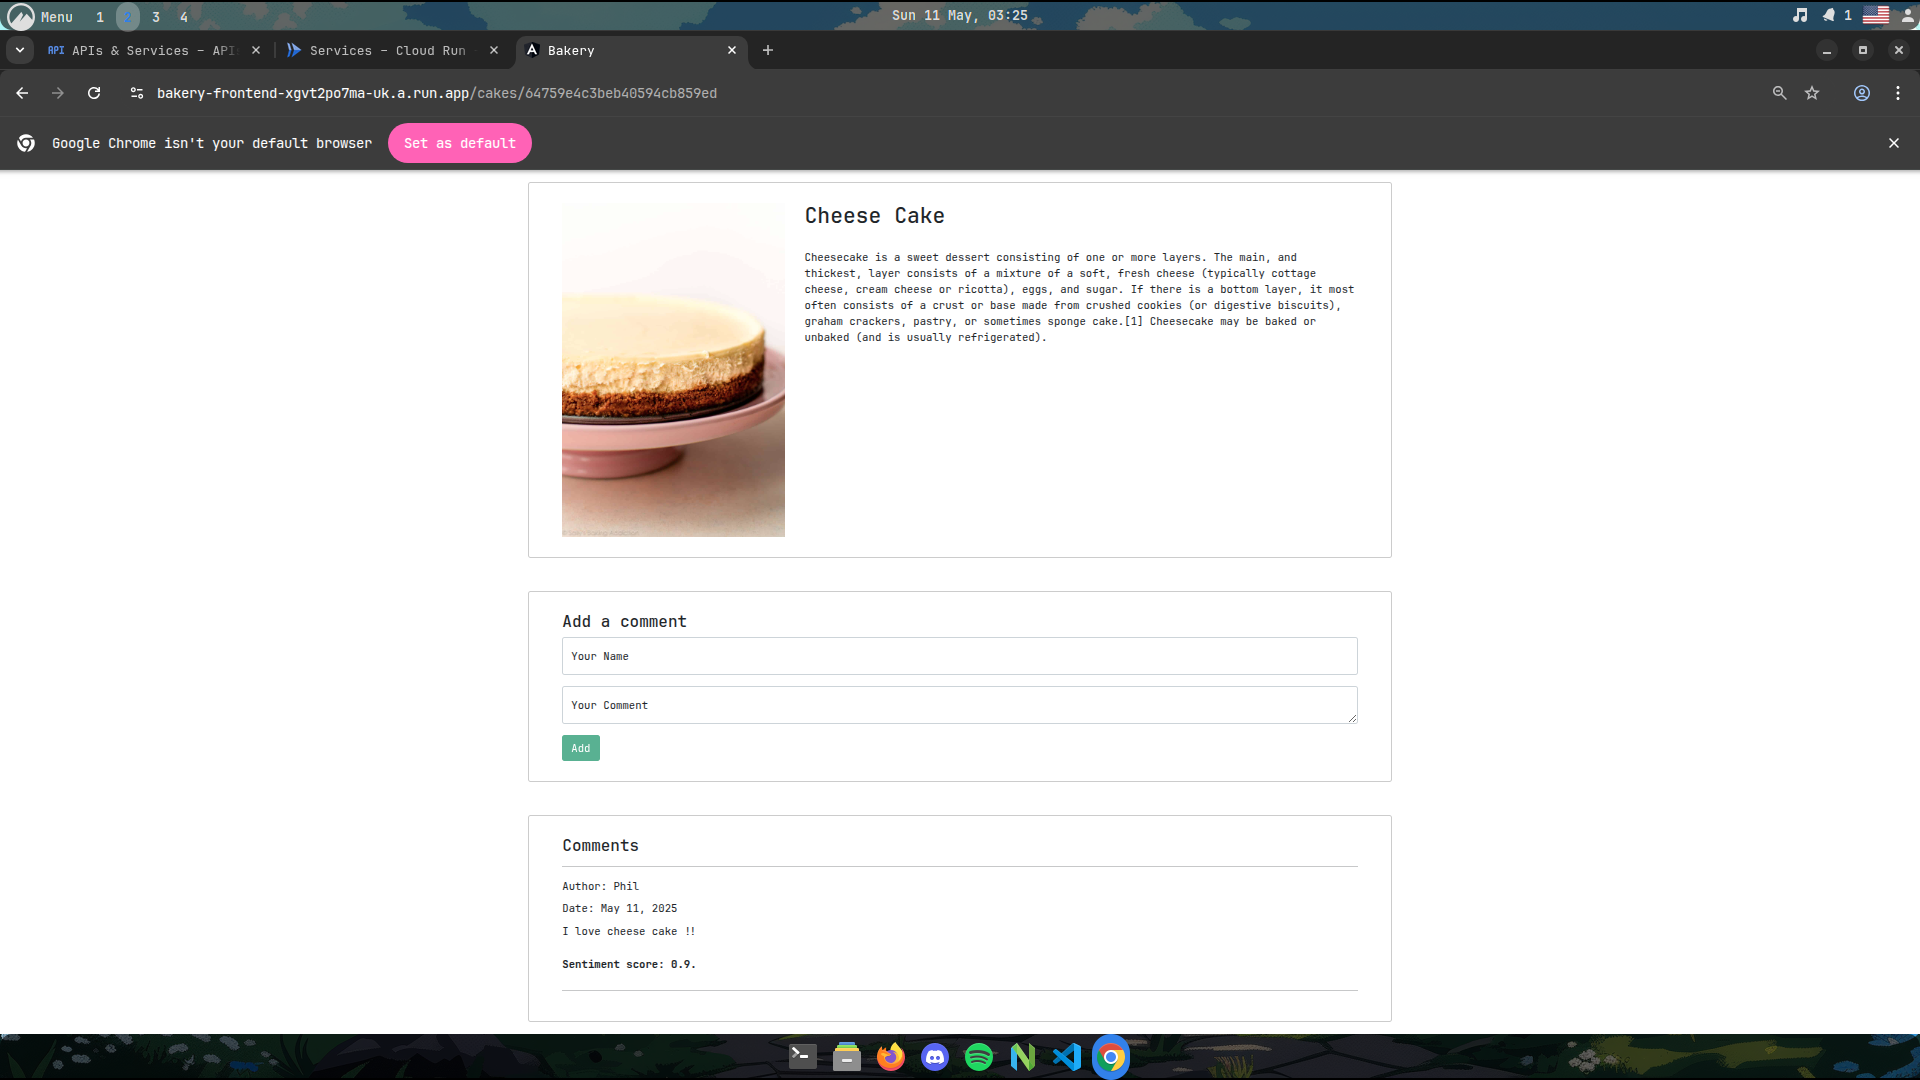 Menu 1 2 3 4
Sun 11 May, 03:25
1
API APIs & Services – API
Services – Cloud Run
Bakery
bakery-frontend-xgvt2po7ma-uk.a.run.app/cakes/64759e4c3beb40594cb859ed
Google Chrome isn't your default browser
Set as default
Cheese Cake
Cheesecake is a sweet dessert consisting of one or more layers. The main, and
thickest, layer consists of a mixture of a soft, fresh cheese (typically cottage
cheese, cream cheese or ricotta), eggs, and sugar. If there is a bottom layer, it most
often consists of a crust or base made from crushed cookies (or digestive biscuits),
graham crackers, pastry, or sometimes sponge cake.[1] Cheesecake may be baked or
unbaked (and is usually refrigerated).
Add a comment
Your Name
Your Comment
Add
Comments
Author: Phil
Date: May 11, 2025
I love cheese cake !!
Sentiment score: 0.9.